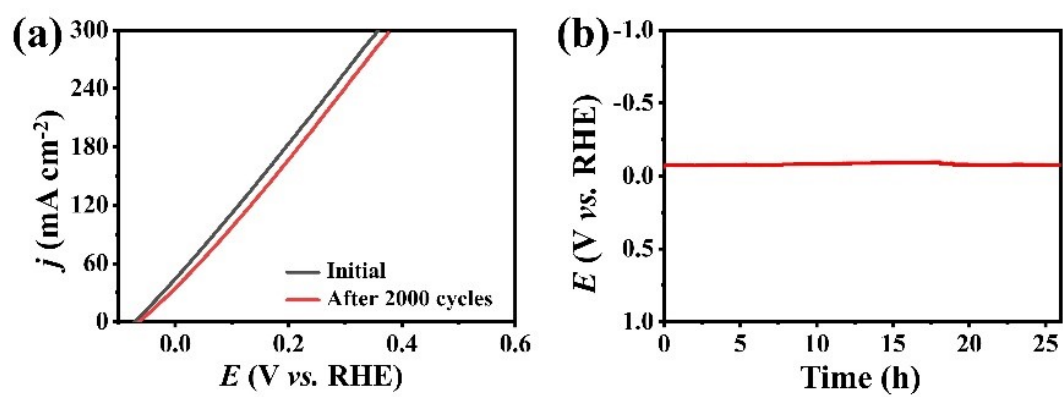 (a)
300
240
180
120
60
0
j (mA cm-2)
Initial
After 2000 cycles
0.0 0.2 0.4 0.6
E (V vs. RHE)
(b)
-1.0
-0.5
0.0
0.5
1.0
E (V vs. RHE)
0 5 10 15 20 25
Time (h)